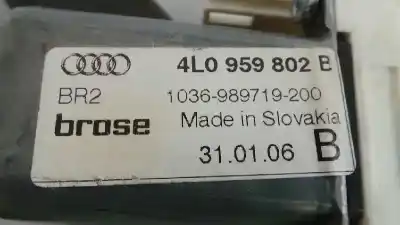 4L0 959 802 B
BR2 1036-989719-200
brose Made in Slovakia
31.01.06 B